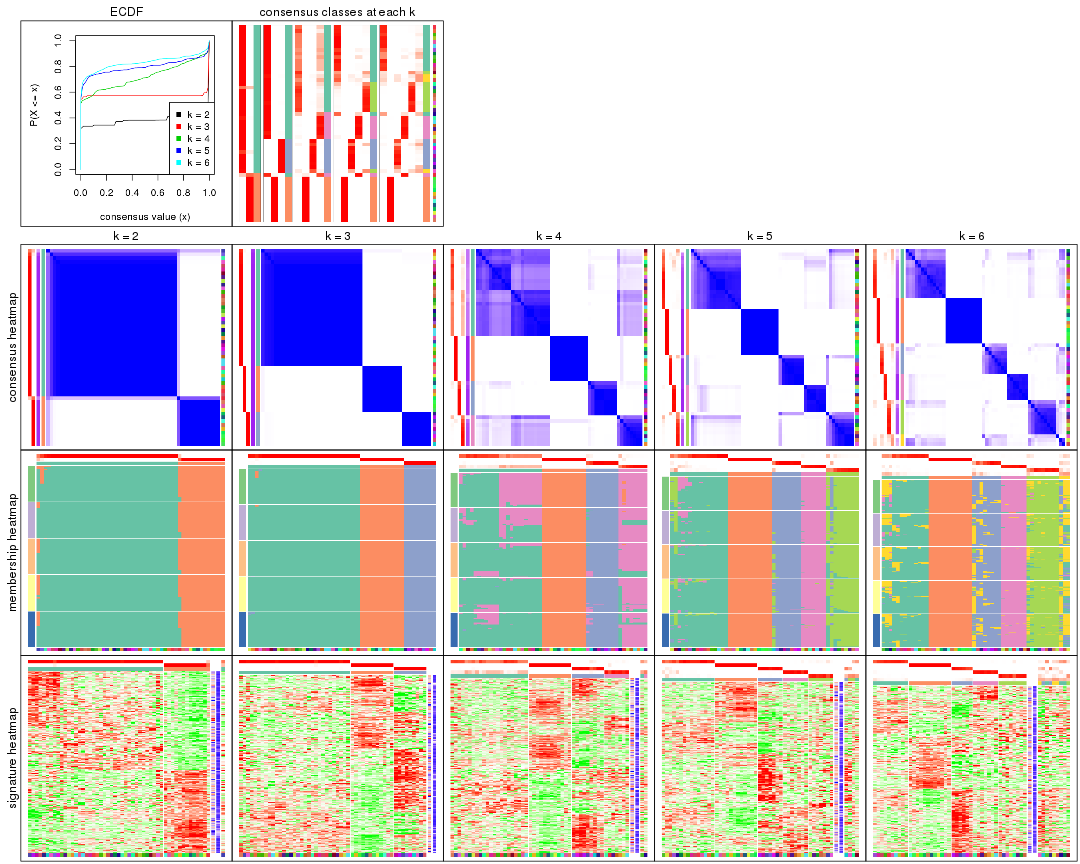 ECDF
consensus classes at each k
P(X <= x)
0.0
0.2
0.4
0.6
0.8
1.0
k = 2
k = 3
k = 4
k = 5
k = 6
0.0 0.2 0.4 0.6 0.8 1.0
consensus value (x)
k = 2
k = 3
k = 4
k = 5
k = 6
consensus heatmap
membership heatmap
signature heatmap